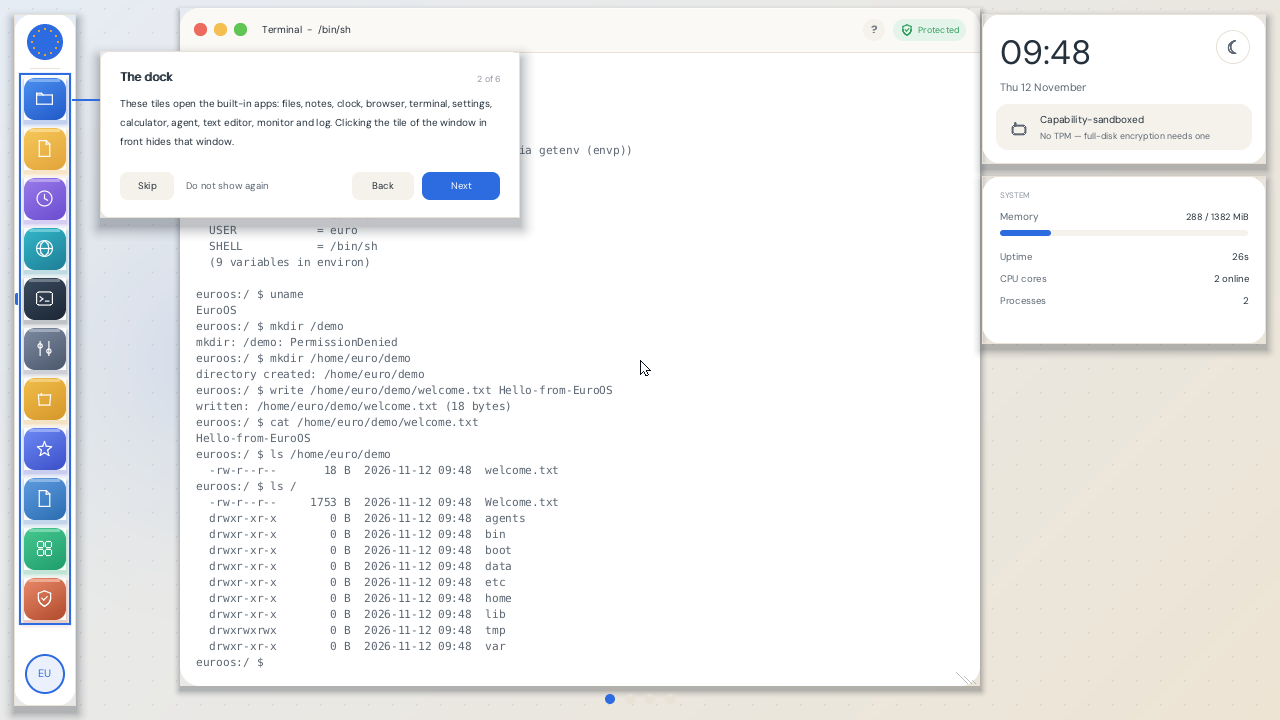 Terminal - /bin/sh
?
Protected
The dock
2 of 6
These tiles open the built-in apps: files, notes, clock, browser, terminal, settings,
calculator, agent, text editor, monitor and log. Clicking the tile of the window in
front hides that window.
Skip
Do not show again
Back
Next
ia getenv (envp))
USER = euro
SHELL = /bin/sh
(9 variables in environ)
euroos:/ $ uname
EuroOS
euroos:/ $ mkdir /demo
mkdir: /demo: PermissionDenied
euroos:/ $ mkdir /home/euro/demo
directory created: /home/euro/demo
euroos:/ $ write /home/euro/demo/welcome.txt Hello-from-EuroOS
written: /home/euro/demo/welcome.txt (18 bytes)
euroos:/ $ cat /home/euro/demo/welcome.txt
Hello-from-EuroOS
euroos:/ $ ls /home/euro/demo
-rw-r--r-- 18 B 2026-11-12 09:48 welcome.txt
euroos:/ $ ls /
-rw-r--r-- 1753 B 2026-11-12 09:48 Welcome.txt
drwxr-xr-x 0 B 2026-11-12 09:48 agents
drwxr-xr-x 0 B 2026-11-12 09:48 bin
drwxr-xr-x 0 B 2026-11-12 09:48 boot
drwxr-xr-x 0 B 2026-11-12 09:48 data
drwxr-xr-x 0 B 2026-11-12 09:48 etc
drwxr-xr-x 0 B 2026-11-12 09:48 home
drwxr-xr-x 0 B 2026-11-12 09:48 lib
drwxrwxrwx 0 B 2026-11-12 09:48 tmp
drwxr-xr-x 0 B 2026-11-12 09:48 var
euroos:/ $
EU
09:48
Thu 12 November
Capability-sandboxed
No TPM — full-disk encryption needs one
SYSTEM
Memory 288 / 1382 MiB
Uptime 26s
CPU cores 2 online
Processes 2